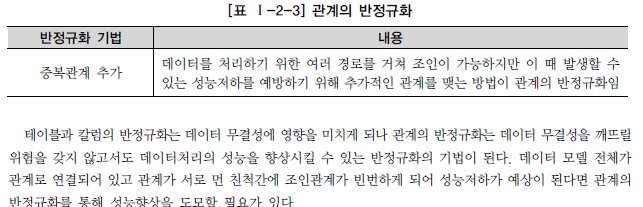 [표 Ⅰ-2-3] 관계의 반정규화
반정규화 기법 내용
중복관계 추가
데이터를 처리하기 위한 여러 경로를 거쳐 조인이 가능하지만 이 때 발생할 수
있는 성능저하를 예방하기 위해 추가적인 관계를 맺는 방법이 관계의 반정규화임
테이블과 칼럼의 반정규화는 데이터 무결성에 영향을 미치게 되나 관계의 반정규화는 데이터 무결성을 깨뜨릴
위험을 갖지 않고서도 데이터처리의 성능을 향상시킬 수 있는 반정규화의 기법이 된다. 데이터 모델 전체가
관계로 연결되어 있고 관계가 서로 먼 친척간에 조인관계가 빈번하게 되어 성능저하가 예상이 된다면 관계의
반정규화를 통해 성능향상을 도모할 필요가 있다